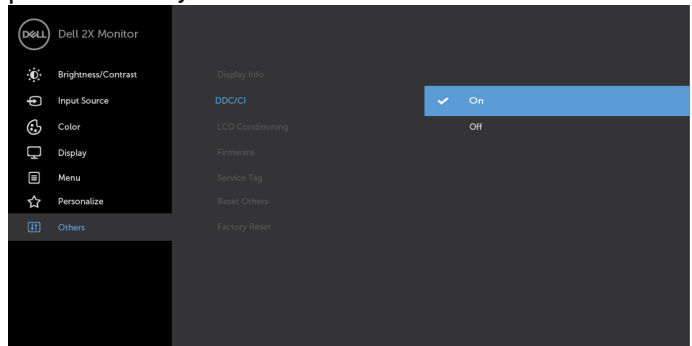 DELL Dell 2X Monitor
Brightness/Contrast
Input Source
Color
Display
Menu
Personalize
Others
Display Info
DDC/CI
LCD Conditioning
Firmware
Service Tag
Reset Others
Factory Reset
On
Off